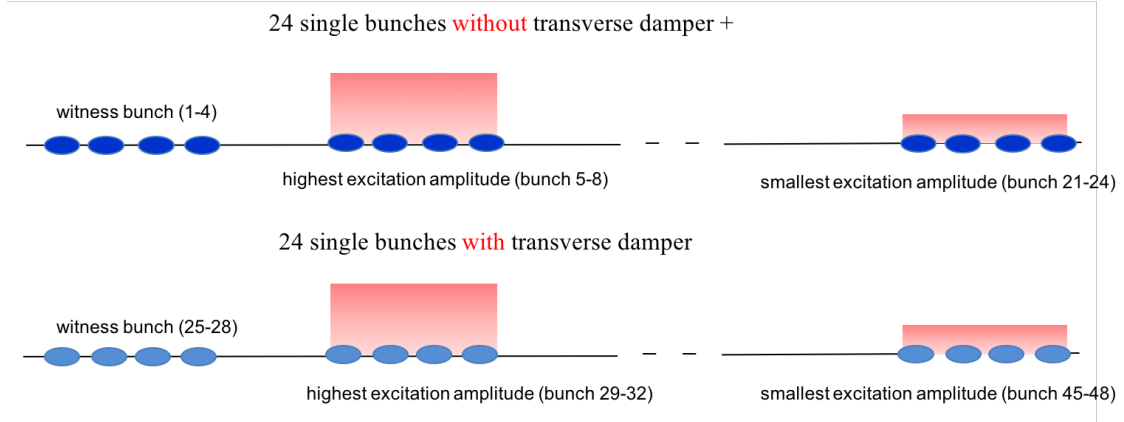 24 single bunches without transverse damper +
witness bunch (1-4)
highest excitation amplitude (bunch 5-8)
smallest excitation amplitude (bunch 21-24)
24 single bunches with transverse damper
witness bunch (25-28)
highest excitation amplitude (bunch 29-32)
smallest excitation amplitude (bunch 45-48)